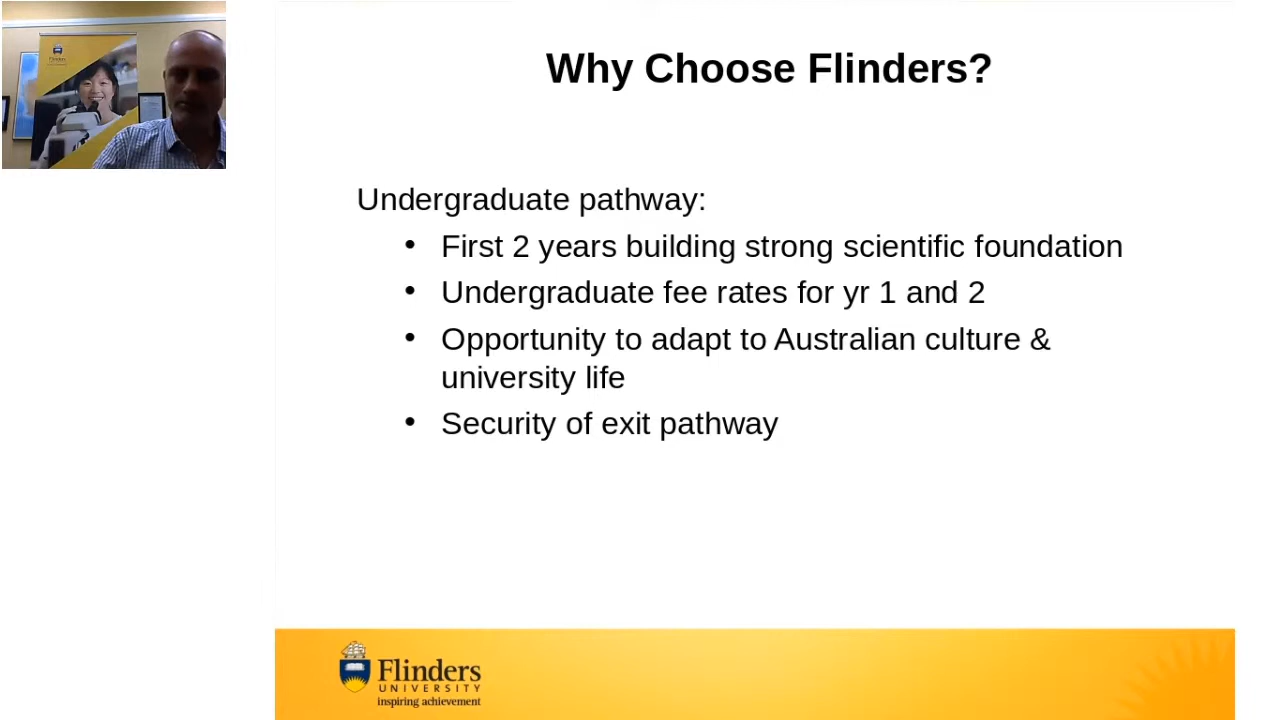 Why Choose Flinders?
Undergraduate pathway:
• First 2 years building strong scientific foundation
• Undergraduate fee rates for yr 1 and 2
• Opportunity to adapt to Australian culture &
university life
• Security of exit pathway
Flinders
UNIVERSITY
inspiring achievement